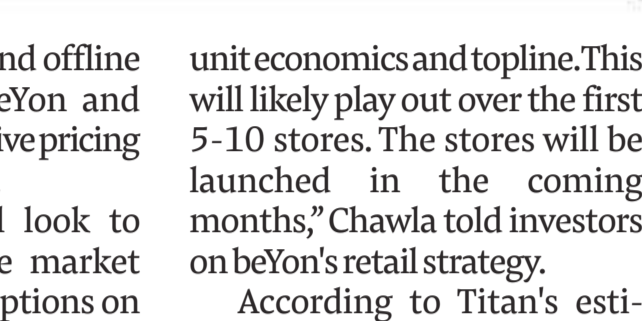 nd offline
eYon and
ive pricing
look to
e market
ptions on
unit economics and topline. This
will likely play out over the first
5-10 stores. The stores will be
launched in the coming
months,” Chawla told investors
on beYon's retail strategy.
According to Titan's esti-